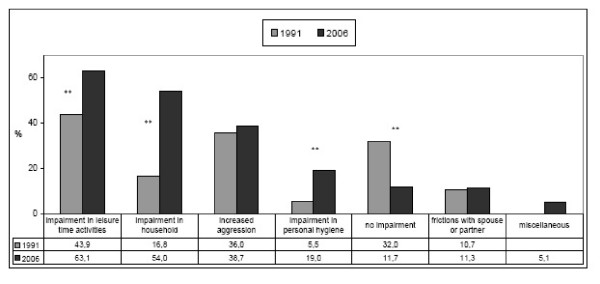 1991 2006
60
40
20
0
%
**
**
**
**
impairment in leisure time activities
impairment in household
increased aggression
impairment in personal hygiene
no impairment
frictions with spouse or partner
miscellaneous
1991 43,9 16,8 36,0 5,5 32,0 10,7
2006 63,1 54,0 38,7 19,0 11,7 11,3 5,1